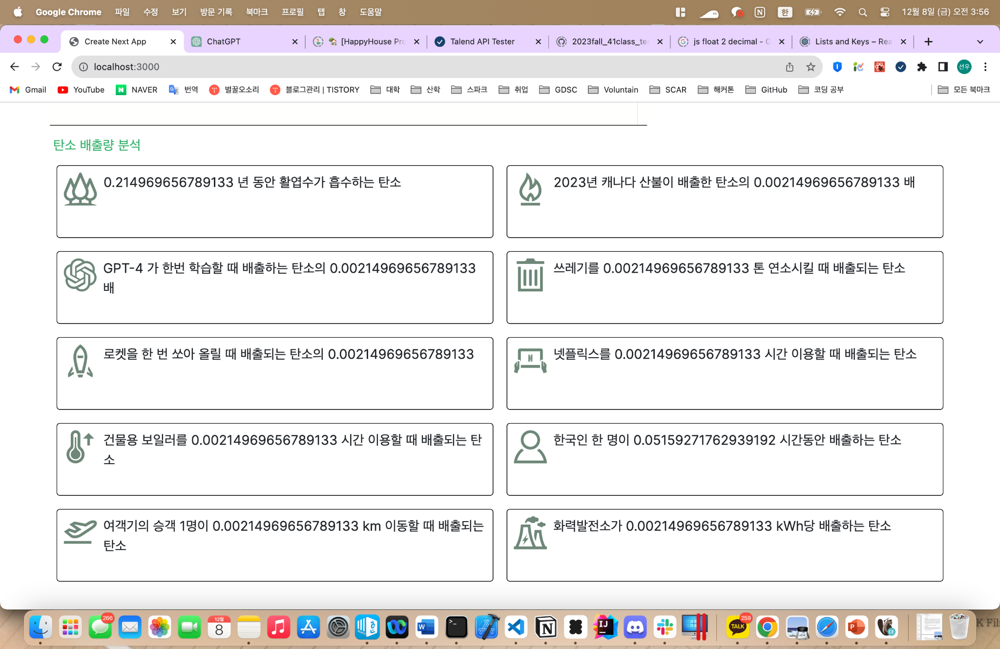 Google Chrome 파일 수정 보기 방문 기록 북마크 프로필 탭 창 도움말 한 12월 8일 (금) 오전 3:56
Create Next App ChatGPT [HappyHouse Pro Talend API Tester 2023fall_41class_te js float 2 decimal - G Lists and Keys – Rea
localhost:3000 선우
Gmail YouTube NAVER 번역 벌꿀오소리 블로그관리 | TISTORY 대학 산학 스파크 취업 GDSC Voluntain SCAR 해커톤 GitHub 코딩 공부 모든 북마크
탄소 배출량 분석
0.214969656789133 년 동안 활엽수가 흡수하는 탄소
2023년 캐나다 산불이 배출한 탄소의 0.00214969656789133 배
GPT-4 가 한번 학습할 때 배출하는 탄소의 0.00214969656789133
배
쓰레기를 0.00214969656789133 톤 연소시킬 때 배출되는 탄소
로켓을 한 번 쏘아 올릴 때 배출되는 탄소의 0.00214969656789133
넷플릭스를 0.00214969656789133 시간 이용할 때 배출되는 탄소
N
건물용 보일러를 0.00214969656789133 시간 이용할 때 배출되는 탄
소
한국인 한 명이 0.05159271762939192 시간동안 배출하는 탄소
여객기의 승객 1명이 0.00214969656789133 km 이동할 때 배출되는
탄소
화력발전소가 0.00214969656789133 kWh당 배출하는 탄소
266 12월 259
8 W >_ N IJ TALK P CE K Fil